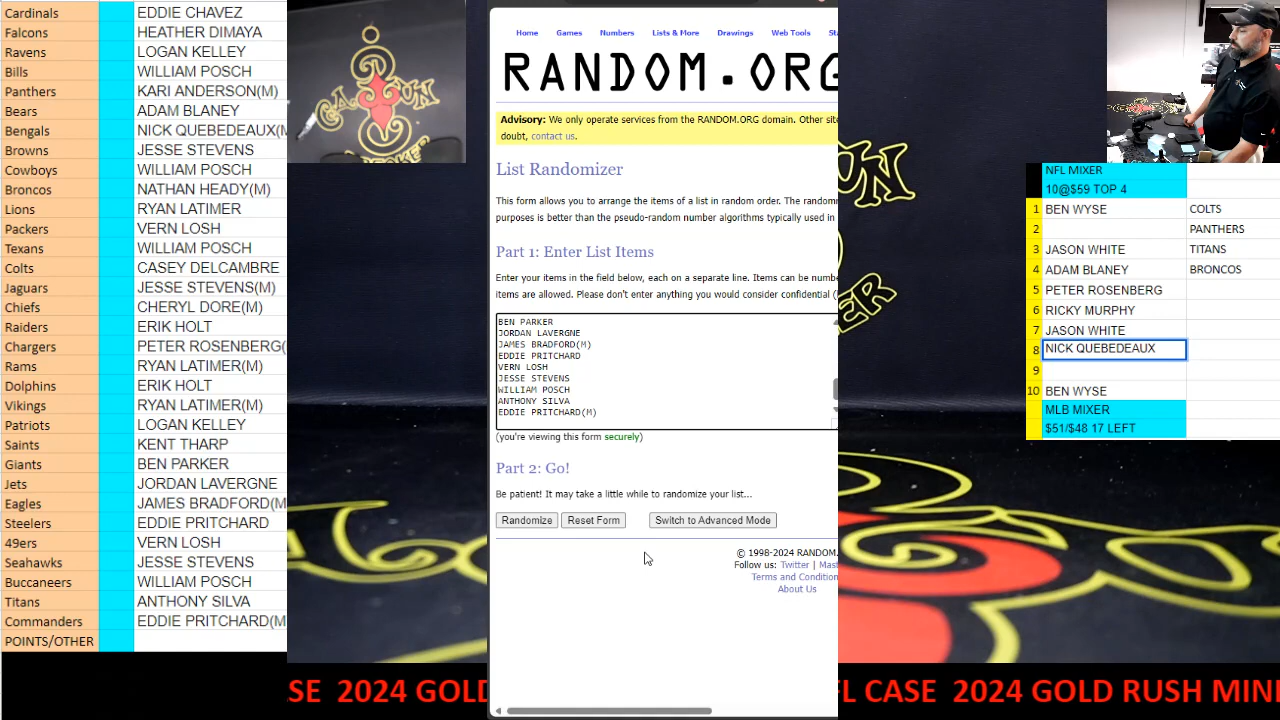 Cardinals EDDIE CHAVEZ
Falcons HEATHER DIMAYA
Ravens LOGAN KELLEY
Bills WILLIAM POSCH
Panthers KARI ANDERSON(M)
Bears ADAM BLANEY
Bengals NICK QUEBEDEAUX(M
Browns JESSE STEVENS
Cowboys WILLIAM POSCH
Broncos NATHAN HEADY(M)
Lions RYAN LATIMER
Packers VERN LOSH
Texans WILLIAM POSCH
Colts CASEY DELCAMBRE
Jaguars JESSE STEVENS(M)
Chiefs CHERYL DORE(M)
Raiders ERIK HOLT
Chargers PETER ROSENBERG(
Rams RYAN LATIMER(M)
Dolphins ERIK HOLT
Vikings RYAN LATIMER(M)
Patriots LOGAN KELLEY
Saints KENT THARP
Giants BEN PARKER
Jets JORDAN LAVERGNE
Eagles JAMES BRADFORD(M
Steelers EDDIE PRITCHARD
49ers VERN LOSH
Seahawks JESSE STEVENS
Buccaneers WILLIAM POSCH
Titans ANTHONY SILVA
Commanders EDDIE PRITCHARD(M
POINTS/OTHER
Home Games Numbers Lists & More Drawings Web Tools Sta
RANDOM.ORG
Advisory: We only operate services from the RANDOM.ORG domain. Other site
doubt, contact us.
List Randomizer
This form allows you to arrange the items of a list in random order. The randomn
purposes is better than the pseudo-random number algorithms typically used in
Part 1: Enter List Items
Enter your items in the field below, each on a separate line. Items can be numbe
items are allowed. Please don't enter anything you would consider confidential (
BEN PARKER
JORDAN LAVERGNE
JAMES BRADFORD(M)
EDDIE PRITCHARD
VERN LOSH
JESSE STEVENS
WILLIAM POSCH
ANTHONY SILVA
EDDIE PRITCHARD(M)
(you're viewing this form securely)
Part 2: Go!
Be patient! It may take a little while to randomize your list...
Randomize Reset Form Switch to Advanced Mode
© 1998-2024 RANDOM.
Follow us: Twitter | Mast
Terms and Condition
About Us
NFL MIXER
10@$59 TOP 4
1 BEN WYSE COLTS
2 PANTHERS
3 JASON WHITE TITANS
4 ADAM BLANEY BRONCOS
5 PETER ROSENBERG
6 RICKY MURPHY
7 JASON WHITE
8 NICK QUEBEDEAUX
9
10 BEN WYSE
MLB MIXER
$51/$48 17 LEFT
SE 2024 GOLD
FL CASE 2024 GOLD RUSH MINI